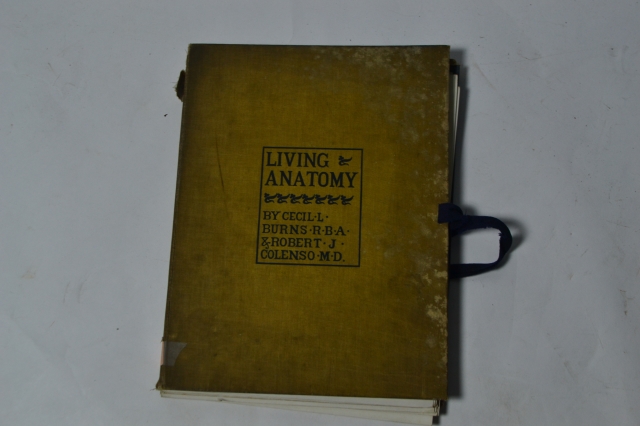 LIVING
ANATOMY
BY CECIL·L·
BURNS·R·B·A·
& ROBERT·J·
COLENSO·M·D·